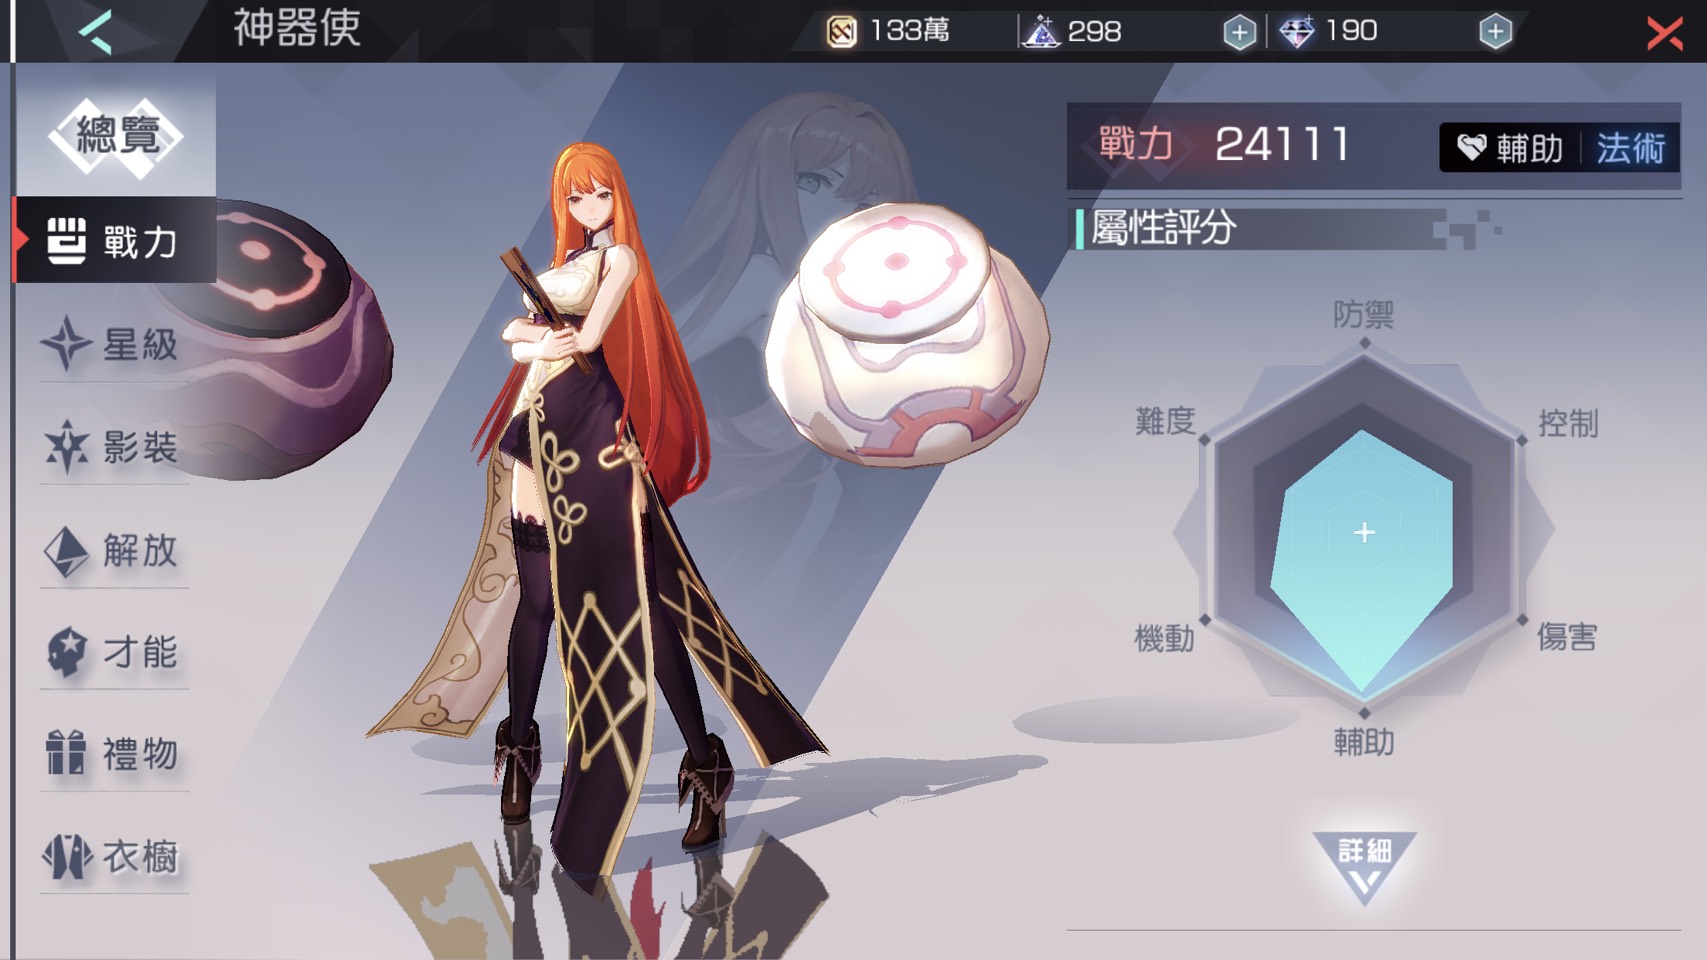 神器使
133萬
298
190
總覽
戰力
星級
影裝
解放
才能
禮物
衣櫥
戰力 24111
輔助 法術
屬性評分
防禦
難度
控制
機動
傷害
輔助
詳細